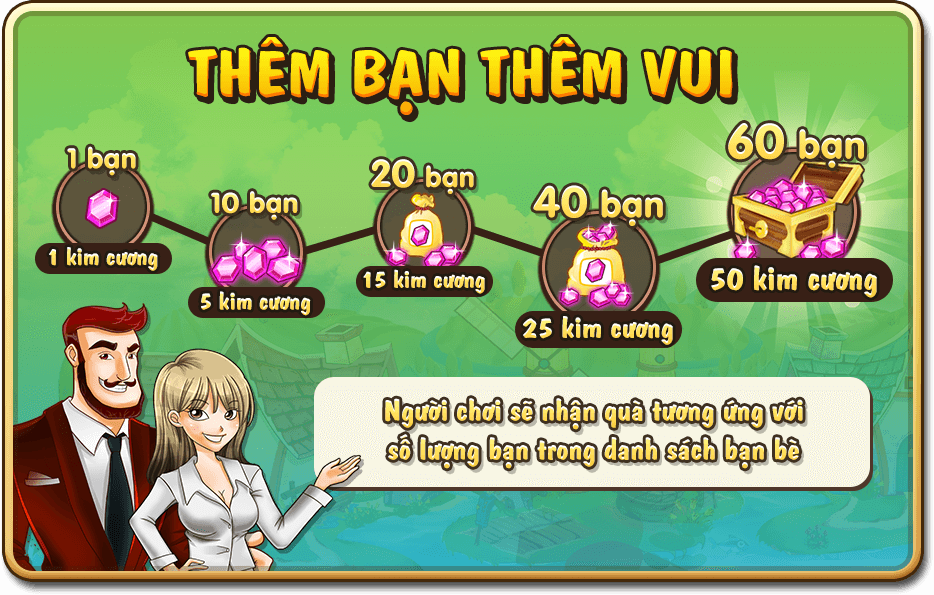 THÊM BẠN THÊM VUI
1 bạn
1 kim cương
10 bạn
5 kim cương
20 bạn
15 kim cương
40 bạn
25 kim cương
60 bạn
50 kim cương
Người chơi sẽ nhận quà tương ứng với
số lượng bạn trong danh sách bạn bè